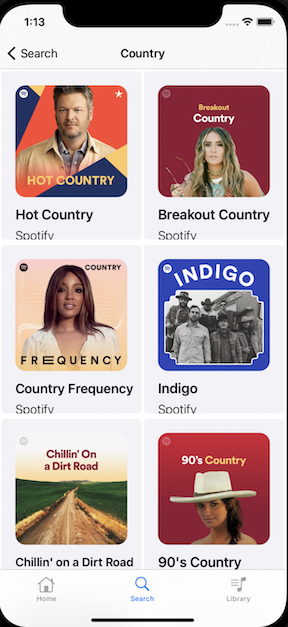 1:13
Search
Country
HOT COUNTRY
Hot Country
Spotify
Breakout
Country
Breakout Country
Spotify
COUNTRY
FREQUENCY
Country Frequency
Spotify
INDIGO
Indigo
Spotify
Chillin' On
a Dirt Road
Chillin' on a Dirt Road
90's Country
90's Country
Home
Search
Library